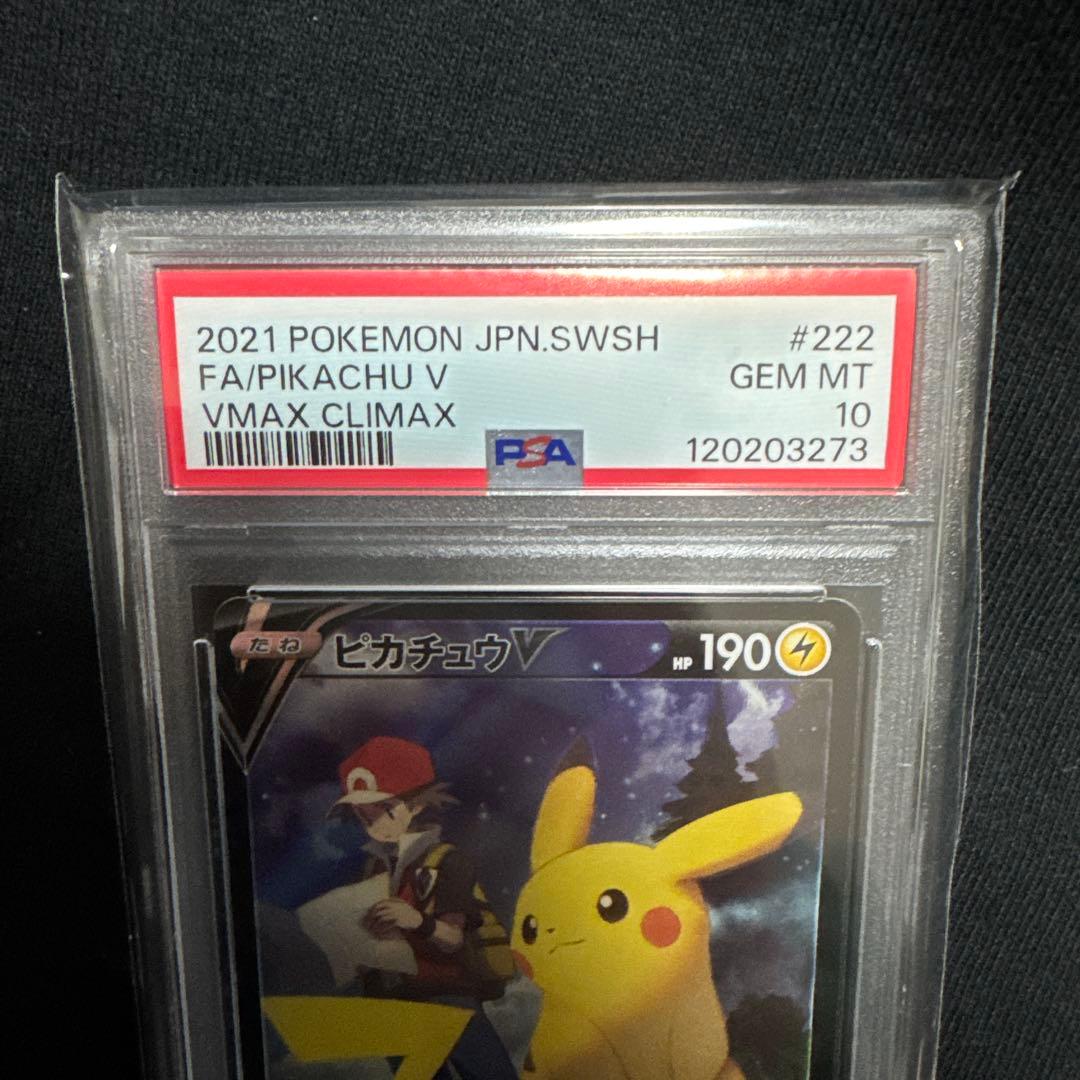 2021 POKEMON JPN.SWSH #222
FA/PIKACHU V GEM MT
VMAX CLIMAX 10
PSA 120203273
たね ピカチュウV HP 190